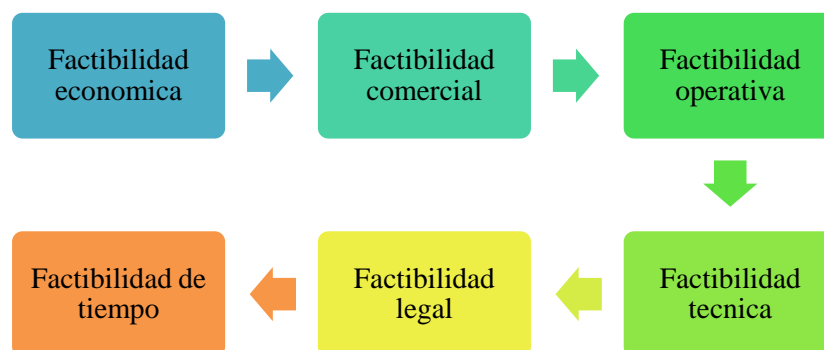 Factibilidad
economica
Factibilidad
comercial
Factibilidad
operativa
Factibilidad
tecnica
Factibilidad
legal
Factibilidad de
tiempo